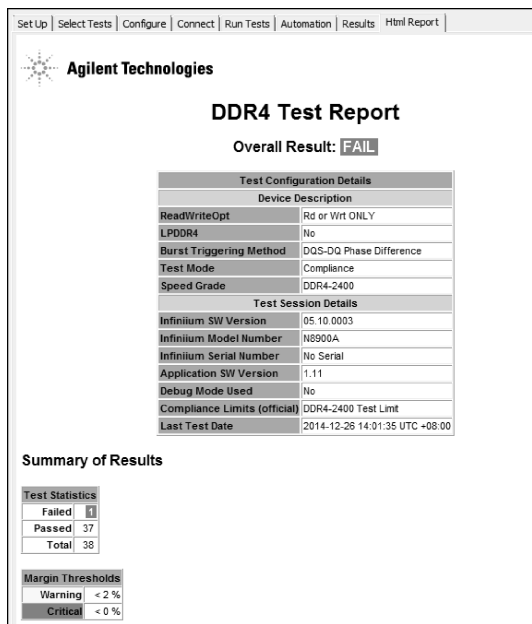 Set Up | Select Tests | Configure | Connect | Run Tests | Automation | Results | Html Report
Agilent Technologies
DDR4 Test Report
Overall Result: FAIL
Test Configuration Details
Device Description
ReadWriteOpt Rd or Wrt ONLY
LPDDR4 No
Burst Triggering Method DQS-DQ Phase Difference
Test Mode Compliance
Speed Grade DDR4-2400
Test Session Details
Infiniium SW Version 05.10.0003
Infiniium Model Number N8900A
Infiniium Serial Number No Serial
Application SW Version 1.11
Debug Mode Used No
Compliance Limits (official) DDR4-2400 Test Limit
Last Test Date 2014-12-26 14:01:35 UTC +08:00
Summary of Results
Test Statistics
Failed 1
Passed 37
Total 38
Margin Thresholds
Warning < 2 %
Critical < 0 %